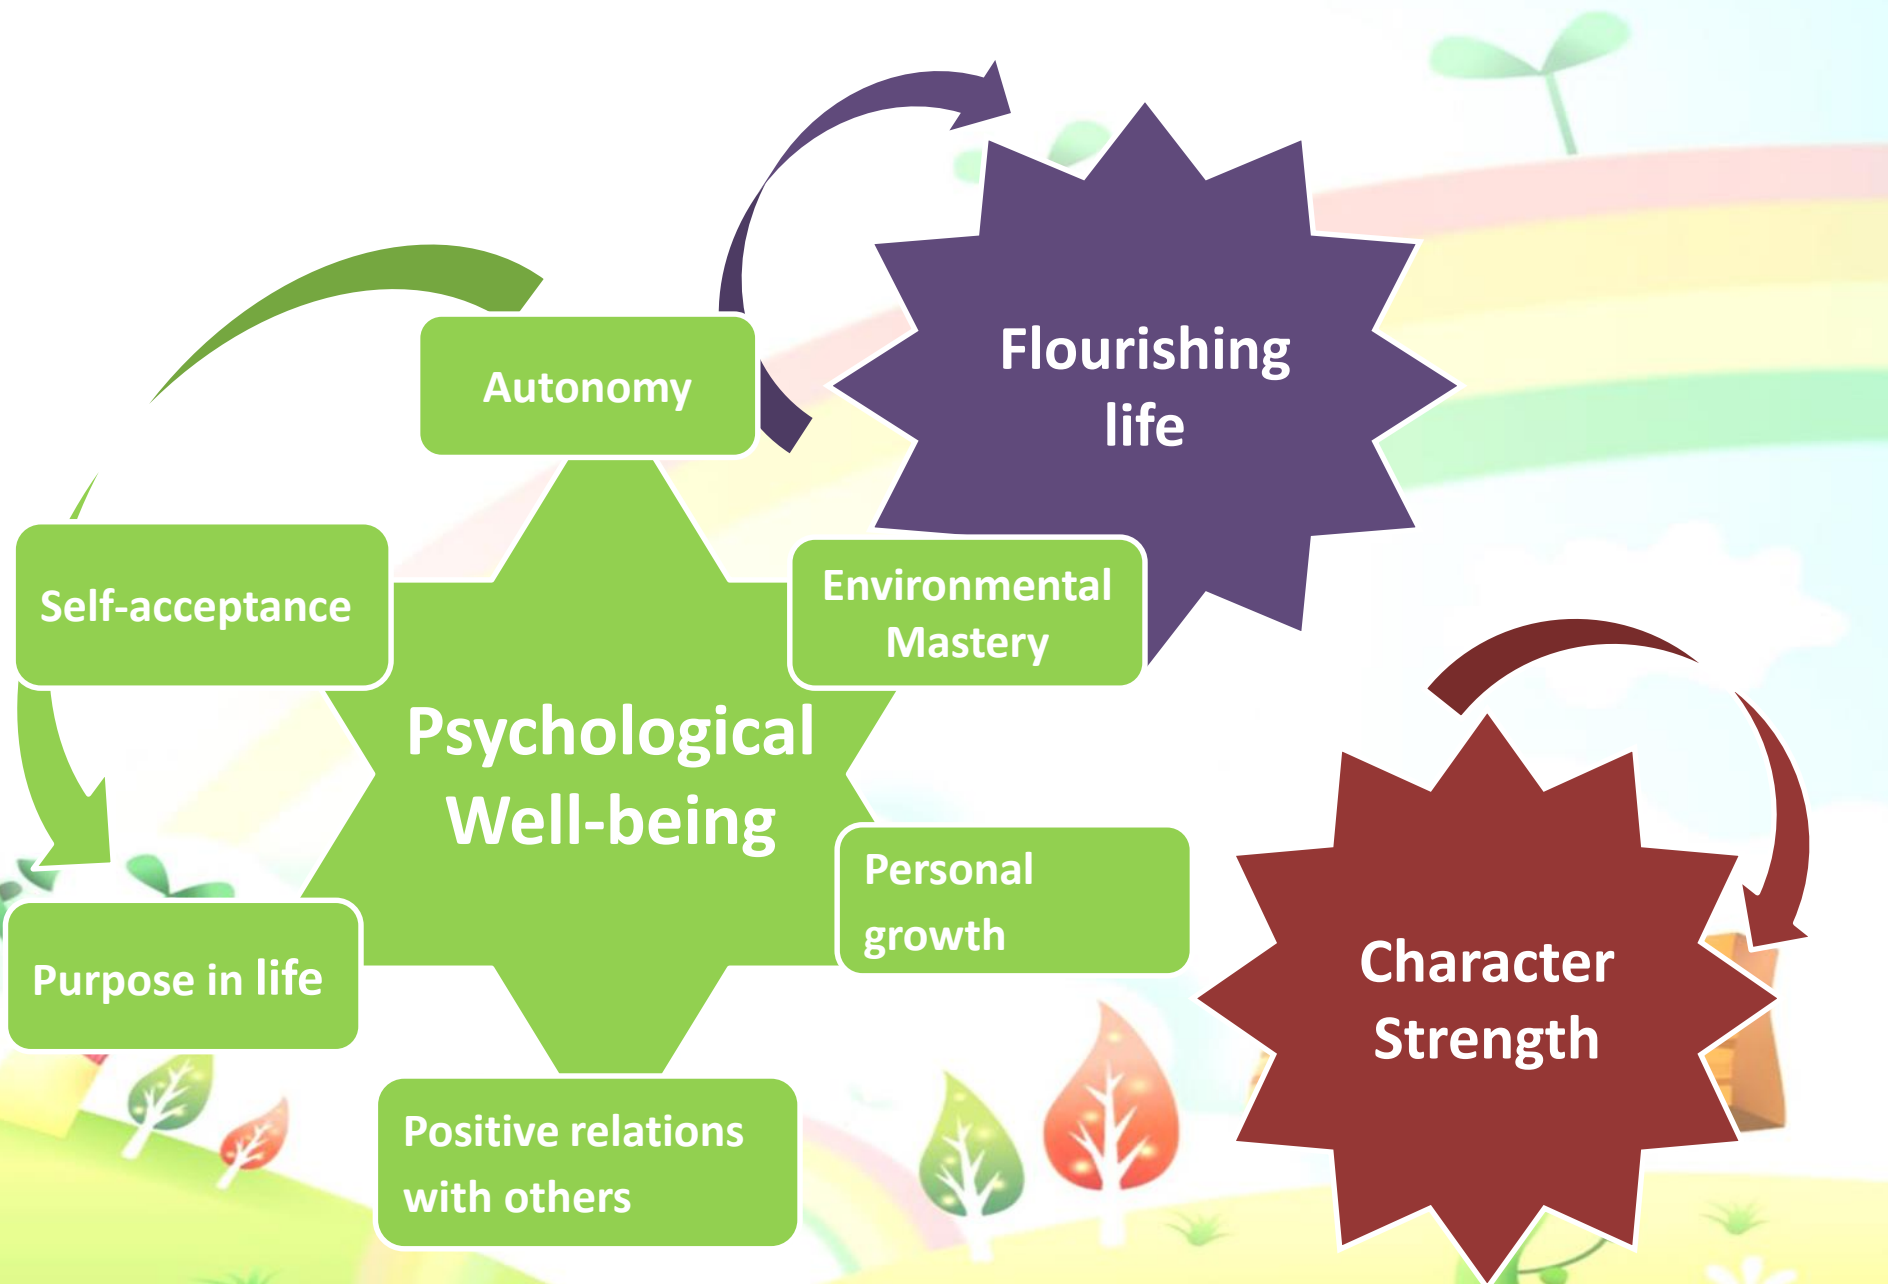 Flourishing
life
Autonomy
Self-acceptance
Environmental
Mastery
Psychological
Well-being
Personal
growth
Purpose in life
Positive relations
with others
Character
Strength